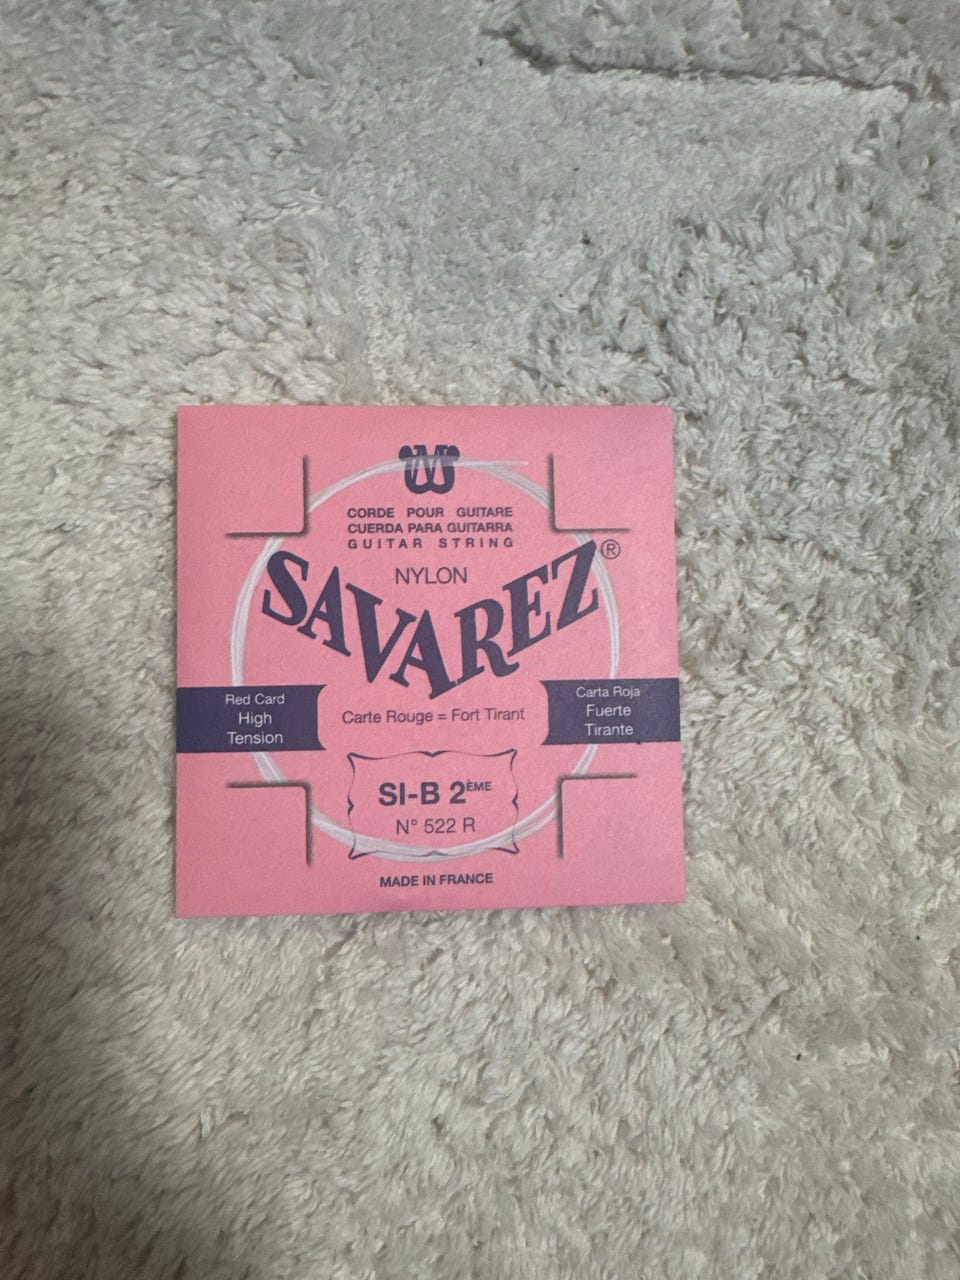 CORDE POUR GUITARE
CUERDA PARA GUITARRA
GUITAR STRING
NYLON
SAVAREZ®
Red Card
High
Tension
Carte Rouge = Fort Tirant
Carta Roja
Fuerte
Tirante
SI-B 2ÈME
N° 522 R
MADE IN FRANCE